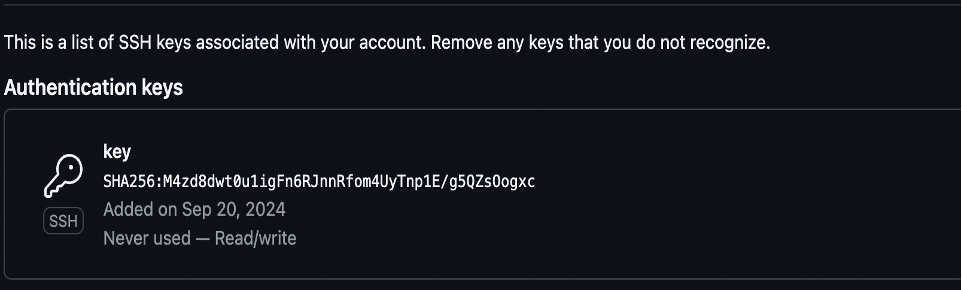 This is a list of SSH keys associated with your account. Remove any keys that you do not recognize.
Authentication keys
key
SHA256:M4zd8dwt0u1igFn6RJnnRfom4UyTnp1E/g5QZsOogxc
Added on Sep 20, 2024
SSH
Never used — Read/write